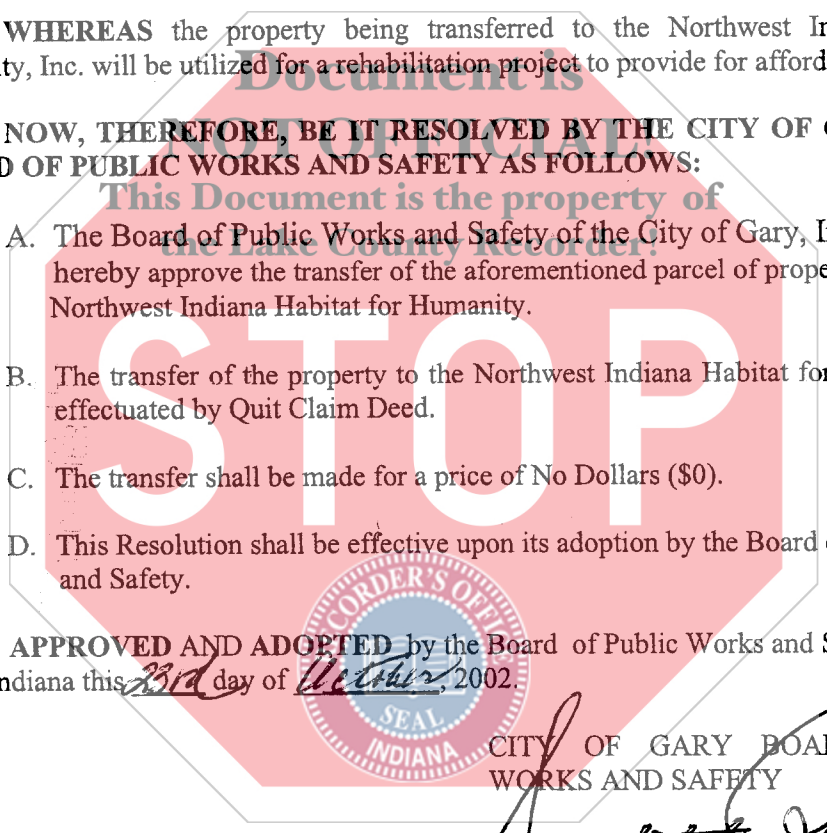 WHEREAS the property being transferred to the Northwest In
ty, Inc. will be utilized for a rehabilitation project to provide for afford
Document is
NOT OFFICIAL!
NOW, THEREFORE, BE IT RESOLVED BY THE CITY OF
D OF PUBLIC WORKS AND SAFETY AS FOLLOWS:
This Document is the property of
the Lake County Recorder!
A. The Board of Public Works and Safety of the City of Gary, I
hereby approve the transfer of the aforementioned parcel of prope
Northwest Indiana Habitat for Humanity.
STOP
B. The transfer of the property to the Northwest Indiana Habitat for
effectuated by Quit Claim Deed.
C. The transfer shall be made for a price of No Dollars ($0).
D. This Resolution shall be effective upon its adoption by the Board
and Safety.
RECORDER'S OFFICE
SEAL
INDIANA
APPROVED AND ADOPTED by the Board of Public Works and S
ndiana this 23rd day of October, 2002.
CITY OF GARY BOA
WORKS AND SAFETY